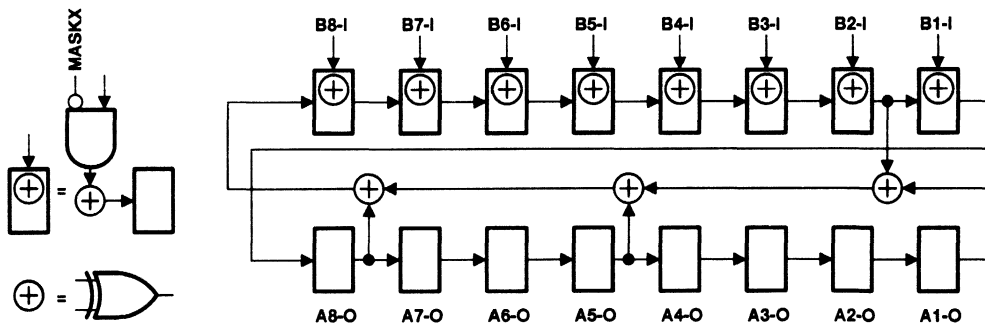 MASKX
B8-I B7-I B6-I B5-I B4-I B3-I B2-I B1-I
=
=
A8-O A7-O A6-O A5-O A4-O A3-O A2-O A1-O